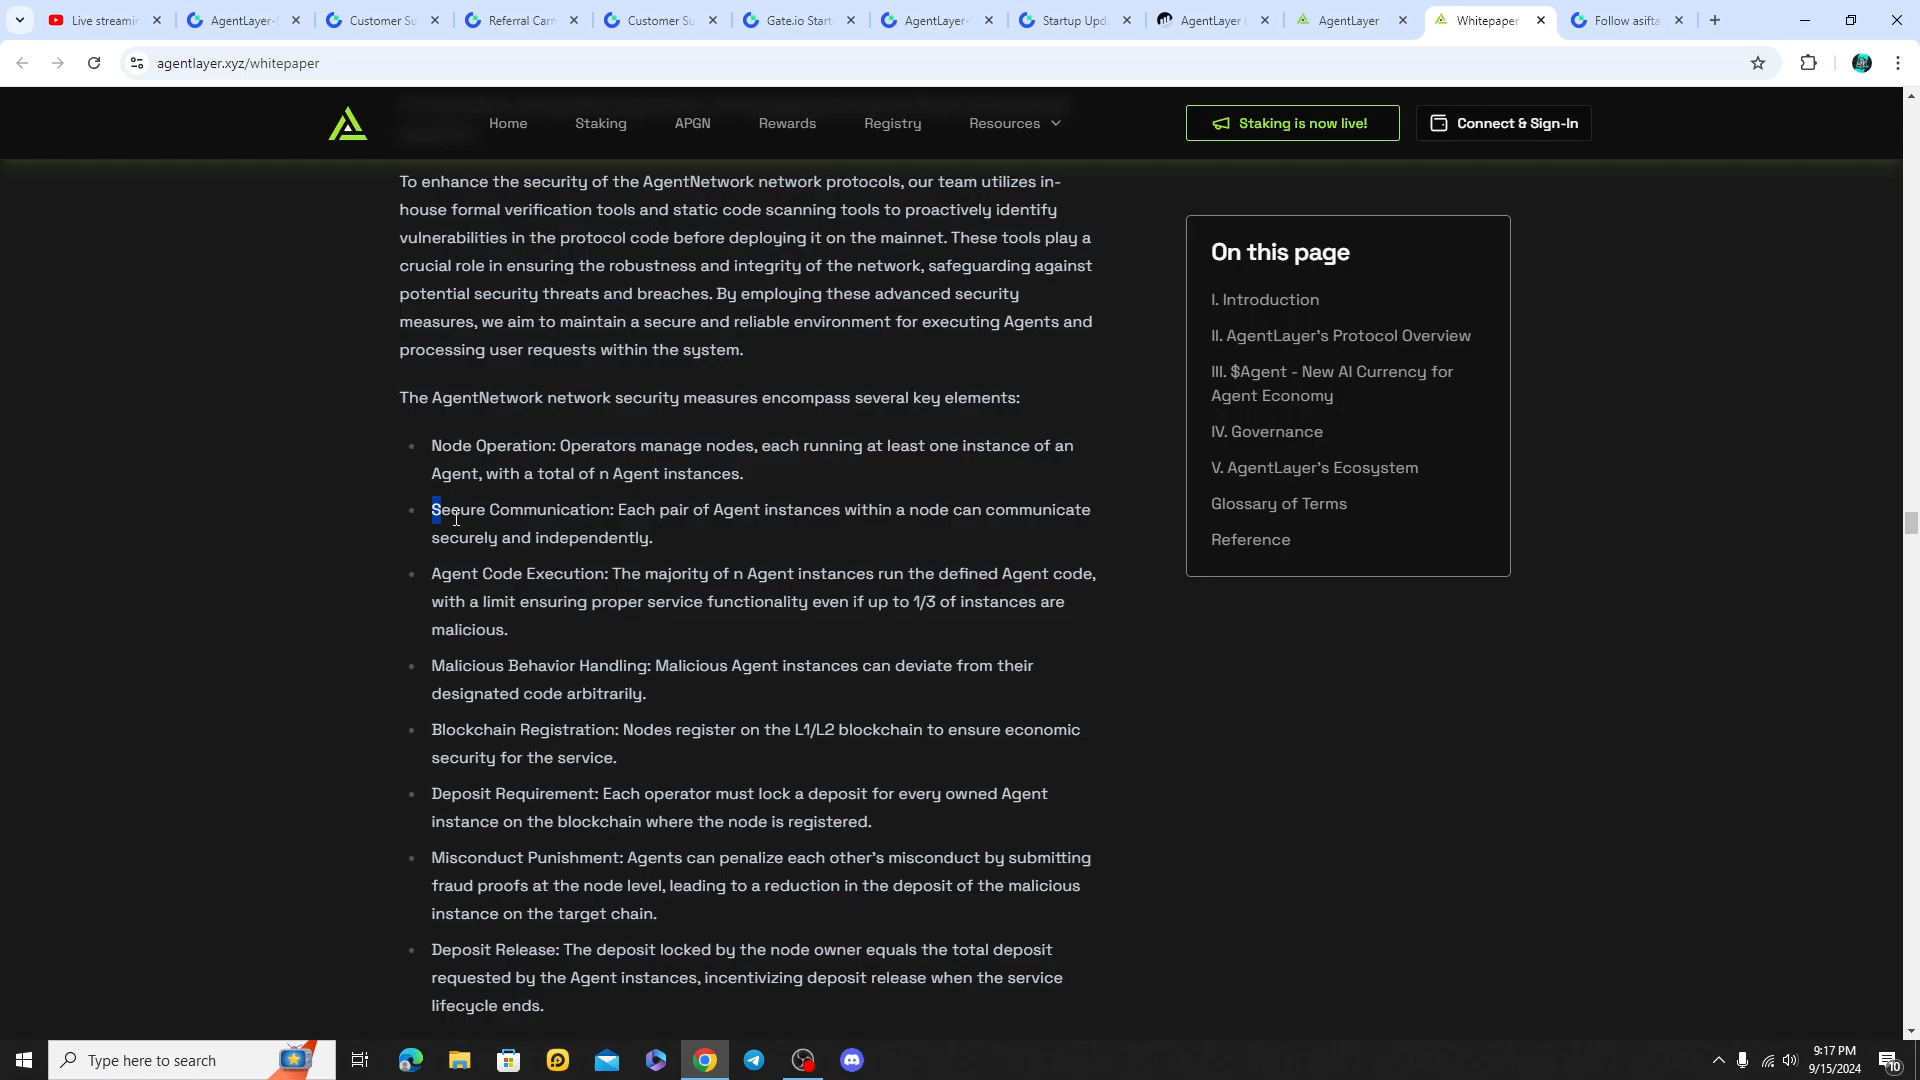 Live streamin
AgentLayer-S
Customer Su
Referral Carn
Customer Su
Gate.io Start
AgentLayer-S
Startup Upda
AgentLayer (
AgentLayer
Whitepaper
Follow asifta
agentlayer.xyz/whitepaper
Home
Staking
APGN
Rewards
Registry
Resources
Staking is now live!
Connect & Sign-In
To enhance the security of the AgentNetwork network protocols, our team utilizes in-
house formal verification tools and static code scanning tools to proactively identify
vulnerabilities in the protocol code before deploying it on the mainnet. These tools play a
crucial role in ensuring the robustness and integrity of the network, safeguarding against
potential security threats and breaches. By employing these advanced security
measures, we aim to maintain a secure and reliable environment for executing Agents and
processing user requests within the system.
The AgentNetwork network security measures encompass several key elements:
Node Operation: Operators manage nodes, each running at least one instance of an
Agent, with a total of n Agent instances.
Secure Communication: Each pair of Agent instances within a node can communicate
securely and independently.
Agent Code Execution: The majority of n Agent instances run the defined Agent code,
with a limit ensuring proper service functionality even if up to 1/3 of instances are
malicious.
Malicious Behavior Handling: Malicious Agent instances can deviate from their
designated code arbitrarily.
Blockchain Registration: Nodes register on the L1/L2 blockchain to ensure economic
security for the service.
Deposit Requirement: Each operator must lock a deposit for every owned Agent
instance on the blockchain where the node is registered.
Misconduct Punishment: Agents can penalize each other's misconduct by submitting
fraud proofs at the node level, leading to a reduction in the deposit of the malicious
instance on the target chain.
Deposit Release: The deposit locked by the node owner equals the total deposit
requested by the Agent instances, incentivizing deposit release when the service
lifecycle ends.
On this page
I. Introduction
II. AgentLayer's Protocol Overview
III. $Agent - New AI Currency for
Agent Economy
IV. Governance
V. AgentLayer's Ecosystem
Glossary of Terms
Reference
Type here to search
9:17 PM
9/15/2024
10